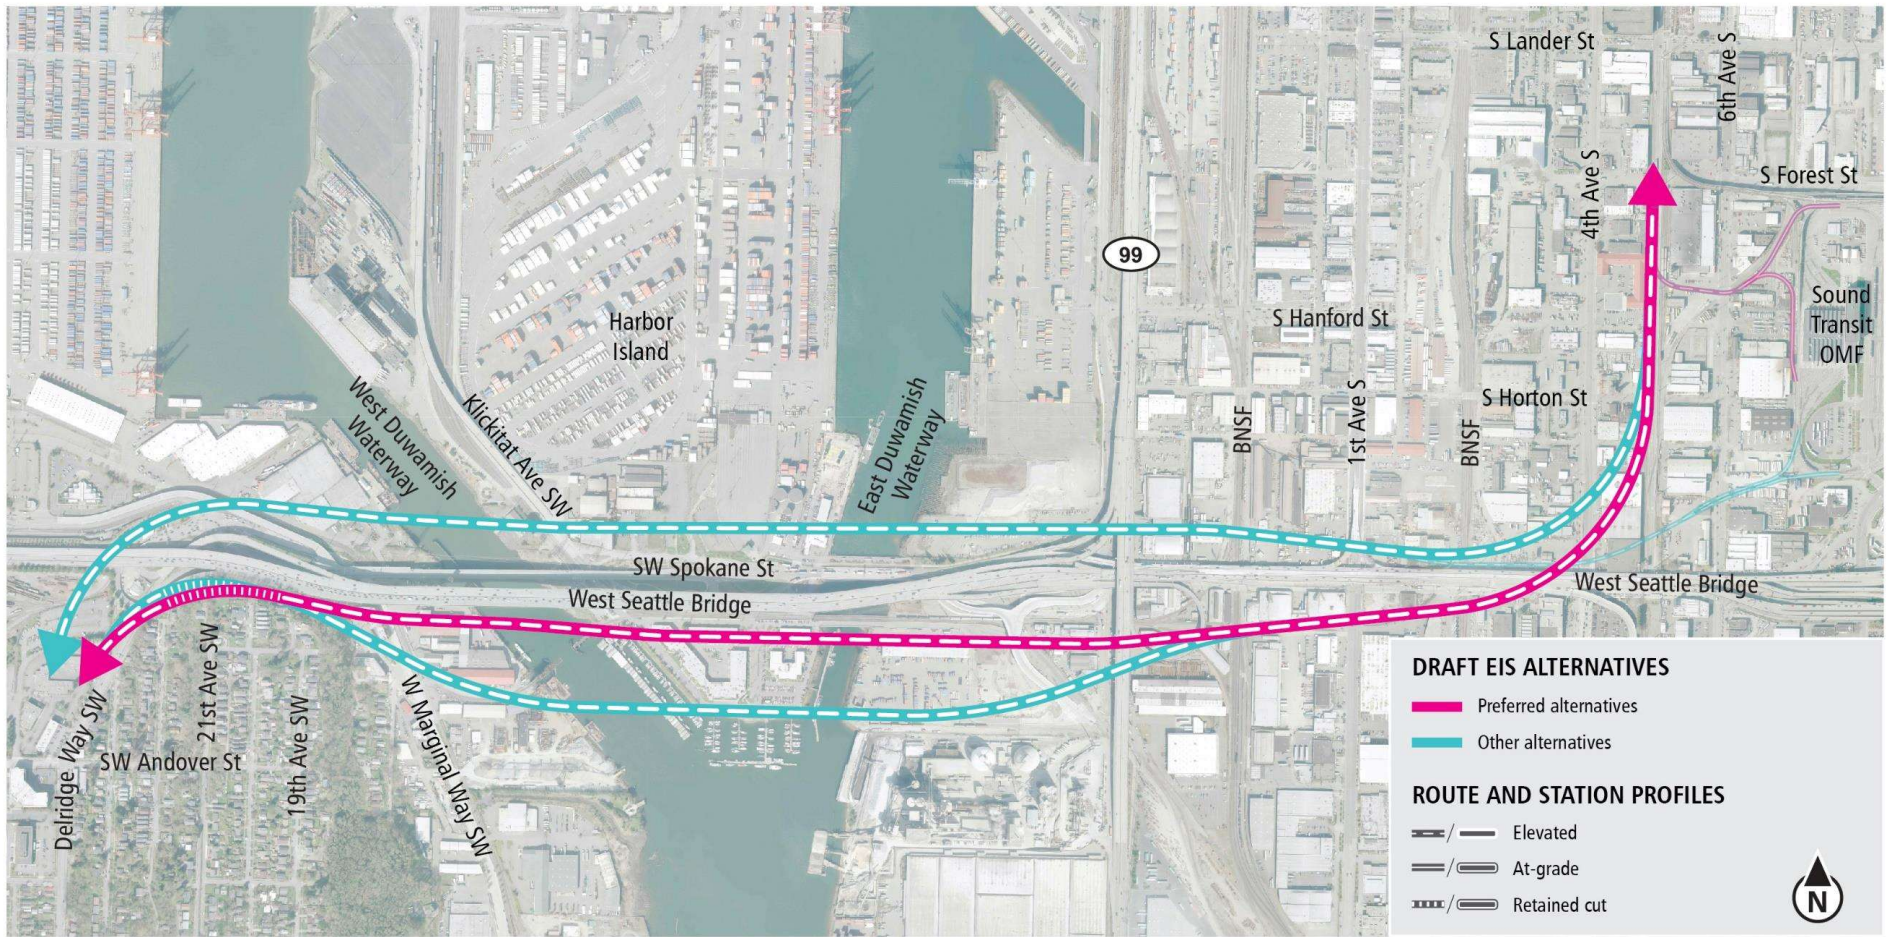 S Lander St
6th Ave S
S Forest St
4th Ave S
99
Sound
Transit
OMF
S Hanford St
Harbor
Island
S Horton St
1st Ave S
BNSF
BNSF
West Duwamish
Waterway
Klickitat Ave SW
East Duwamish
Waterway
SW Spokane St
West Seattle Bridge
West Seattle Bridge
21st Ave SW
19th Ave SW
W Marginal Way SW
Delridge Way SW
SW Andover St
DRAFT EIS ALTERNATIVES
Preferred alternatives
Other alternatives
ROUTE AND STATION PROFILES
/ Elevated
/ At-grade
/ Retained cut
N